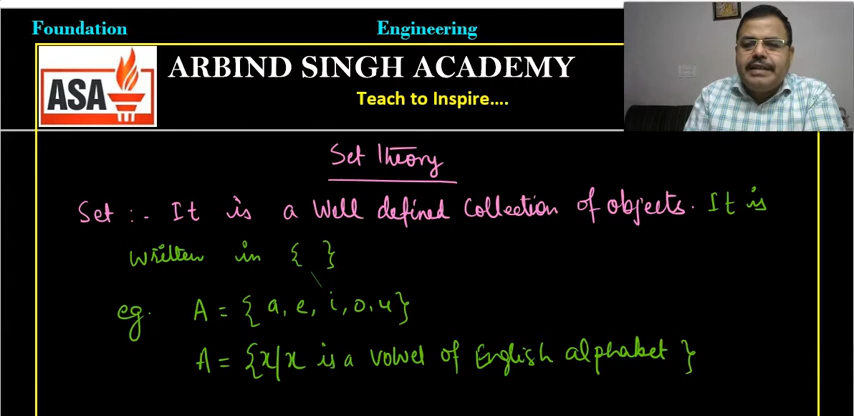 Foundation Engineering
ASA
ARBIND SINGH ACADEMY
Teach to Inspire....
Set Theory
Set :- It is a Well defined collection of objects. It is
written in { }
eg. A = { a, e, i, o, u }
A = { x/x is a vowel of English alphabet }